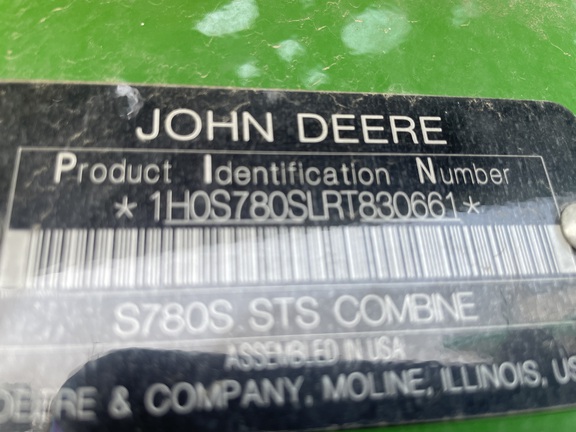 JOHN DEERE
Product Identification Number
*1H0S780SLRT830661*
S780S STS COMBINE
ASSEMBLED IN USA
DEERE & COMPANY, MOLINE, ILLINOIS, US